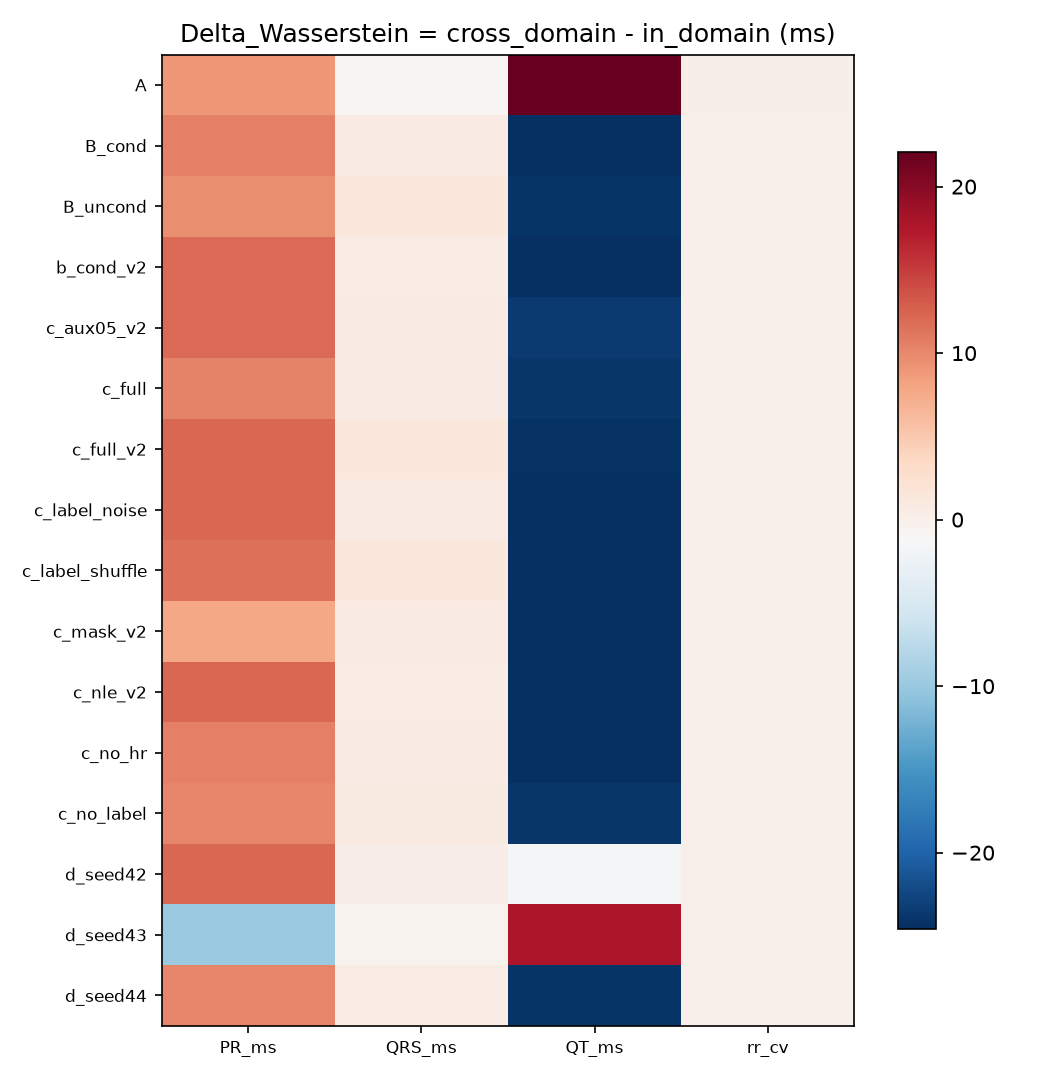 Delta_Wasserstein = cross_domain - in_domain (ms)
A
B_cond
B_uncond
b_cond_v2
c_aux05_v2
c_full
c_full_v2
c_label_noise
c_label_shuffle
c_mask_v2
c_nle_v2
c_no_hr
c_no_label
d_seed42
d_seed43
d_seed44
PR_ms QRS_ms QT_ms rr_cv
20
10
0
−10
−20